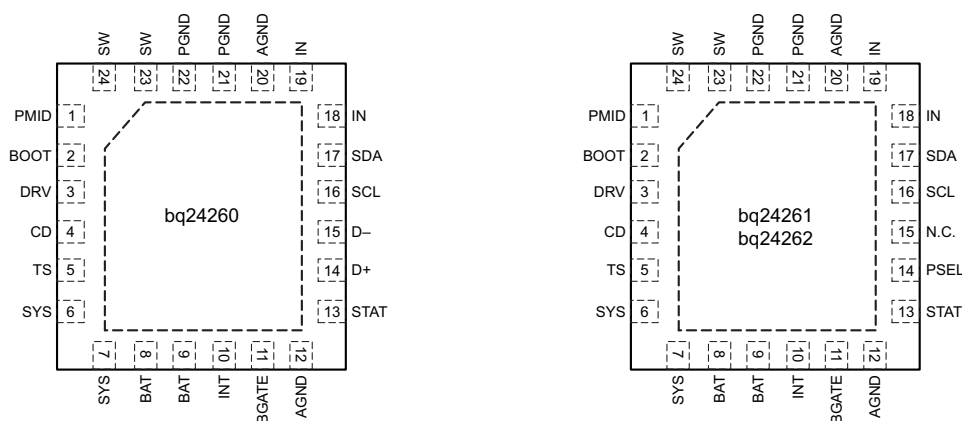 SW SW PGND PGND AGND IN
24 23 22 21 20 19
PMID 1
BOOT 2
DRV 3
CD 4
TS 5
SYS 6
bq24260
18 IN
17 SDA
16 SCL
15 D–
14 D+
13 STAT
7 8 9 10 11 12
SYS BAT BAT INT BGATE AGND
SW SW PGND PGND AGND IN
24 23 22 21 20 19
PMID 1
BOOT 2
DRV 3
CD 4
TS 5
SYS 6
bq24261
bq24262
18 IN
17 SDA
16 SCL
15 N.C.
14 PSEL
13 STAT
7 8 9 10 11 12
SYS BAT BAT INT BGATE AGND